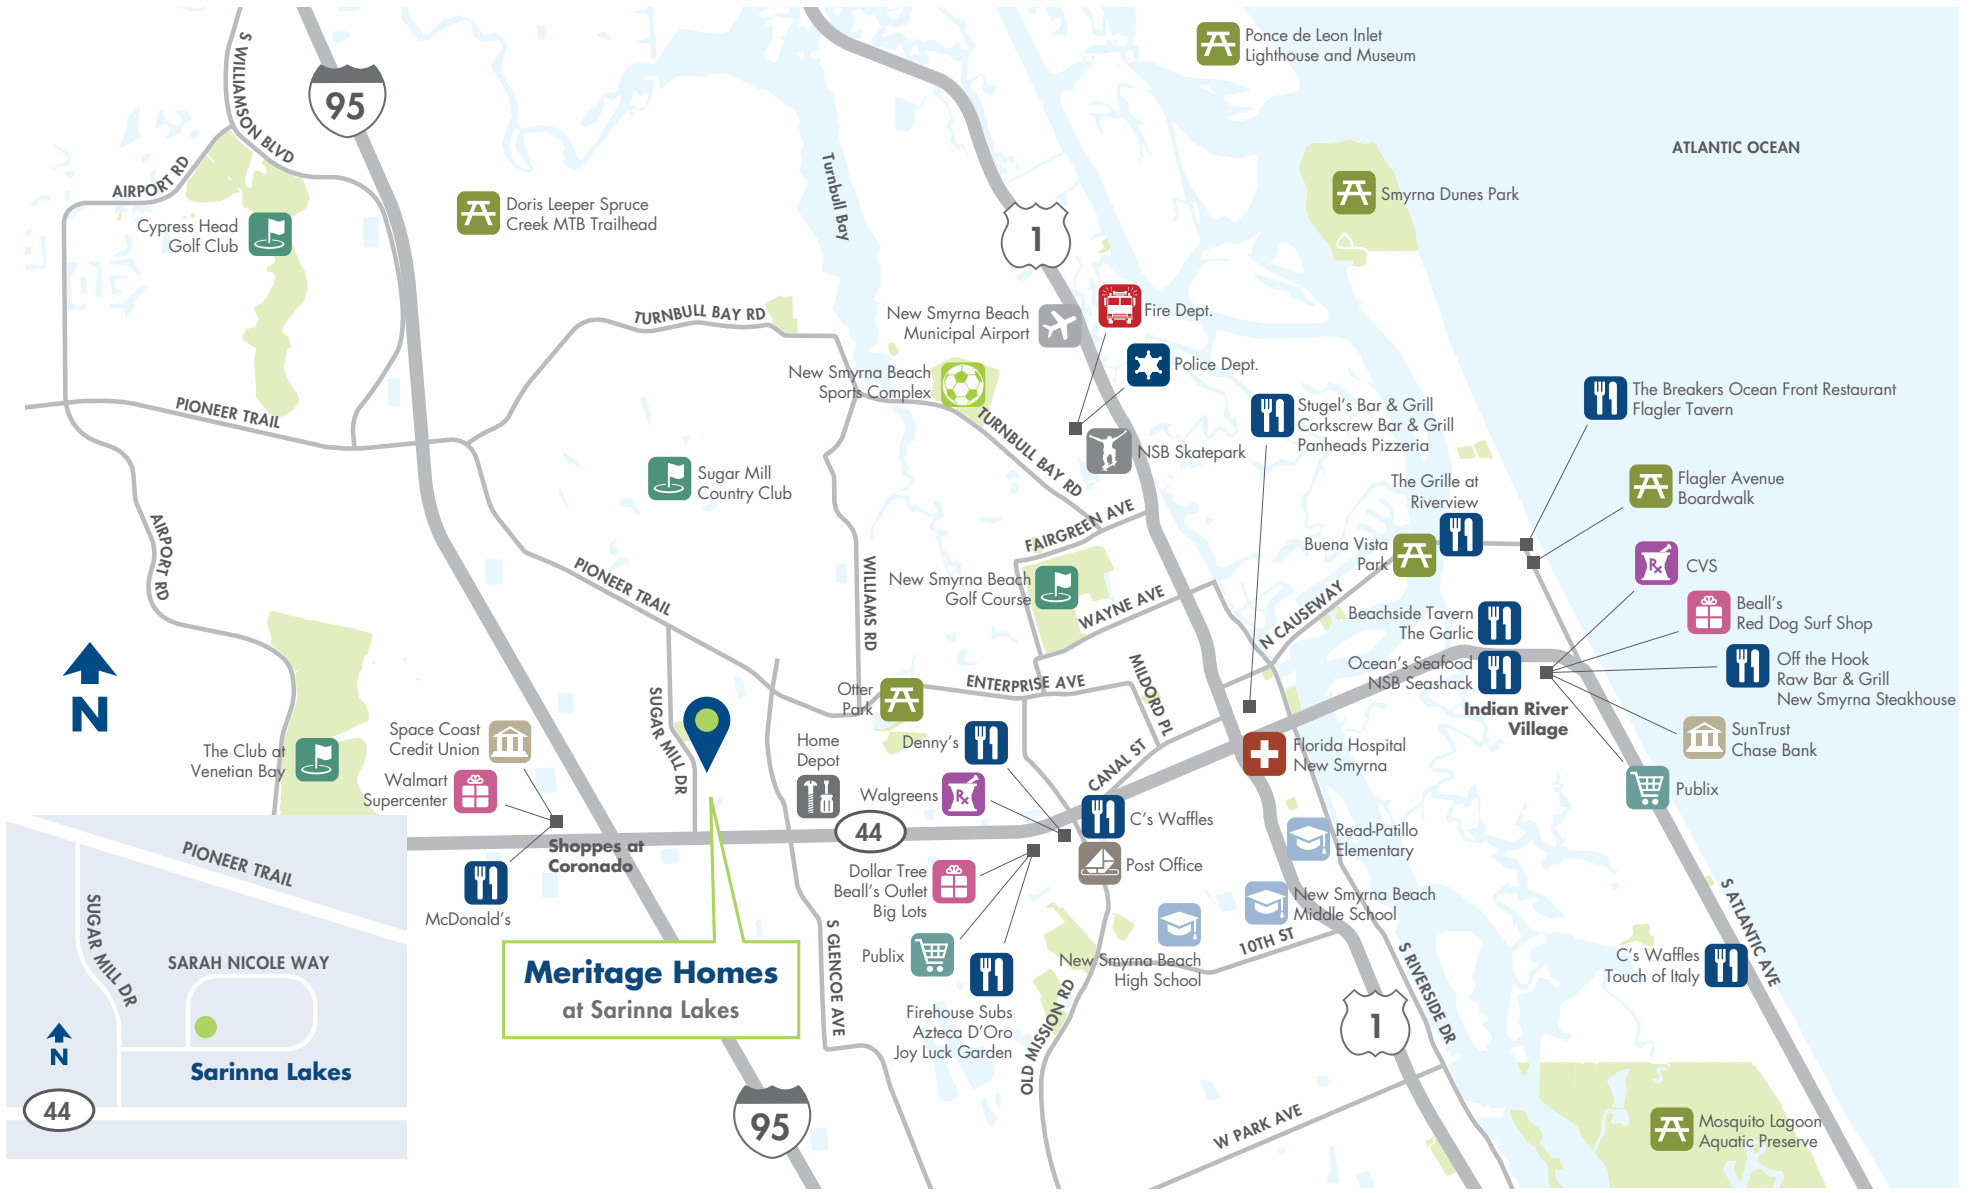 Ponce de Leon Inlet
Lighthouse and Museum
S WILLIAMSON BLVD
95
ATLANTIC OCEAN
AIRPORT RD
Turnbull Bay
Smyrna Dunes Park
Doris Leeper Spruce
Creek MTB Trailhead
Cypress Head
Golf Club
1
TURNBULL BAY RD
New Smyrna Beach
Municipal Airport
Fire Dept.
Police Dept.
New Smyrna Beach
Sports Complex
The Breakers Ocean Front Restaurant
Flagler Tavern
PIONEER TRAIL
Stugel's Bar & Grill
Corkscrew Bar & Grill
Panheads Pizzeria
TURNBULL BAY RD
NSB Skatepark
Sugar Mill
Country Club
The Grille at
Riverview
Flagler Avenue
Boardwalk
AIRPORT RD
FAIRGREEN AVE
Buena Vista
Park
CVS
PIONEER TRAIL
WILLIAMS RD
New Smyrna Beach
Golf Course
WAYNE AVE
N CAUSEWAY
Beachside Tavern
The Garlic
Beall's
Red Dog Surf Shop
N
Ocean's Seafood
NSB Seashack
Off the Hook
Raw Bar & Grill
New Smyrna Steakhouse
Otter
Park
ENTERPRISE AVE
MILDORD PL
SUGAR MILL DR
Indian River
Village
Space Coast
Credit Union
SunTrust
Chase Bank
The Club at
Venetian Bay
Home
Depot
Denny's
CANAL ST
Florida Hospital
New Smyrna
Walmart
Supercenter
Walgreens
Publix
44
C's Waffles
Shoppes at
Coronado
Read-Patillo
Elementary
PIONEER TRAIL
Dollar Tree
Beall's Outlet
Big Lots
Post Office
McDonald's
SUGAR MILL DR
S GLENCOE AVE
New Smyrna Beach
Middle School
S ATLANTIC AVE
SARAH NICOLE WAY
Meritage Homes
at Sarinna Lakes
Publix
New Smyrna Beach
High School
10TH ST
S RIVERSIDE DR
C's Waffles
Touch of Italy
Firehouse Subs
Azteca D'Oro
Joy Luck Garden
OLD MISSION RD
1
N
Sarinna Lakes
44
95
W PARK AVE
Mosquito Lagoon
Aquatic Preserve